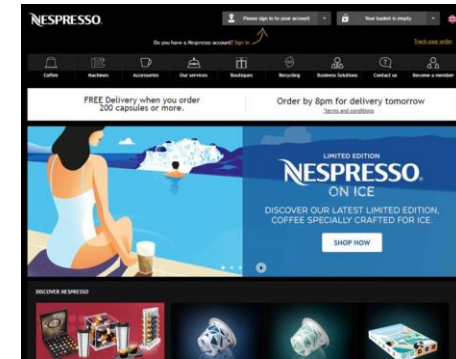 NESPRESSO.
Please sign in to your account
Your basket is empty
Do you have a Nespresso account? Sign in
Track your order
Coffee
Machines
Accessories
Our services
Boutiques
Recycling
Business Solutions
Contact us
Become a member
FREE Delivery when you order
200 capsules or more.
Order by 8pm for delivery tomorrow
*terms and conditions
LIMITED EDITION
NESPRESSO.
ON ICE
DISCOVER OUR LATEST LIMITED EDITION,
COFFEE SPECIALLY CRAFTED FOR ICE.
SHOP NOW
DISCOVER NESPRESSO